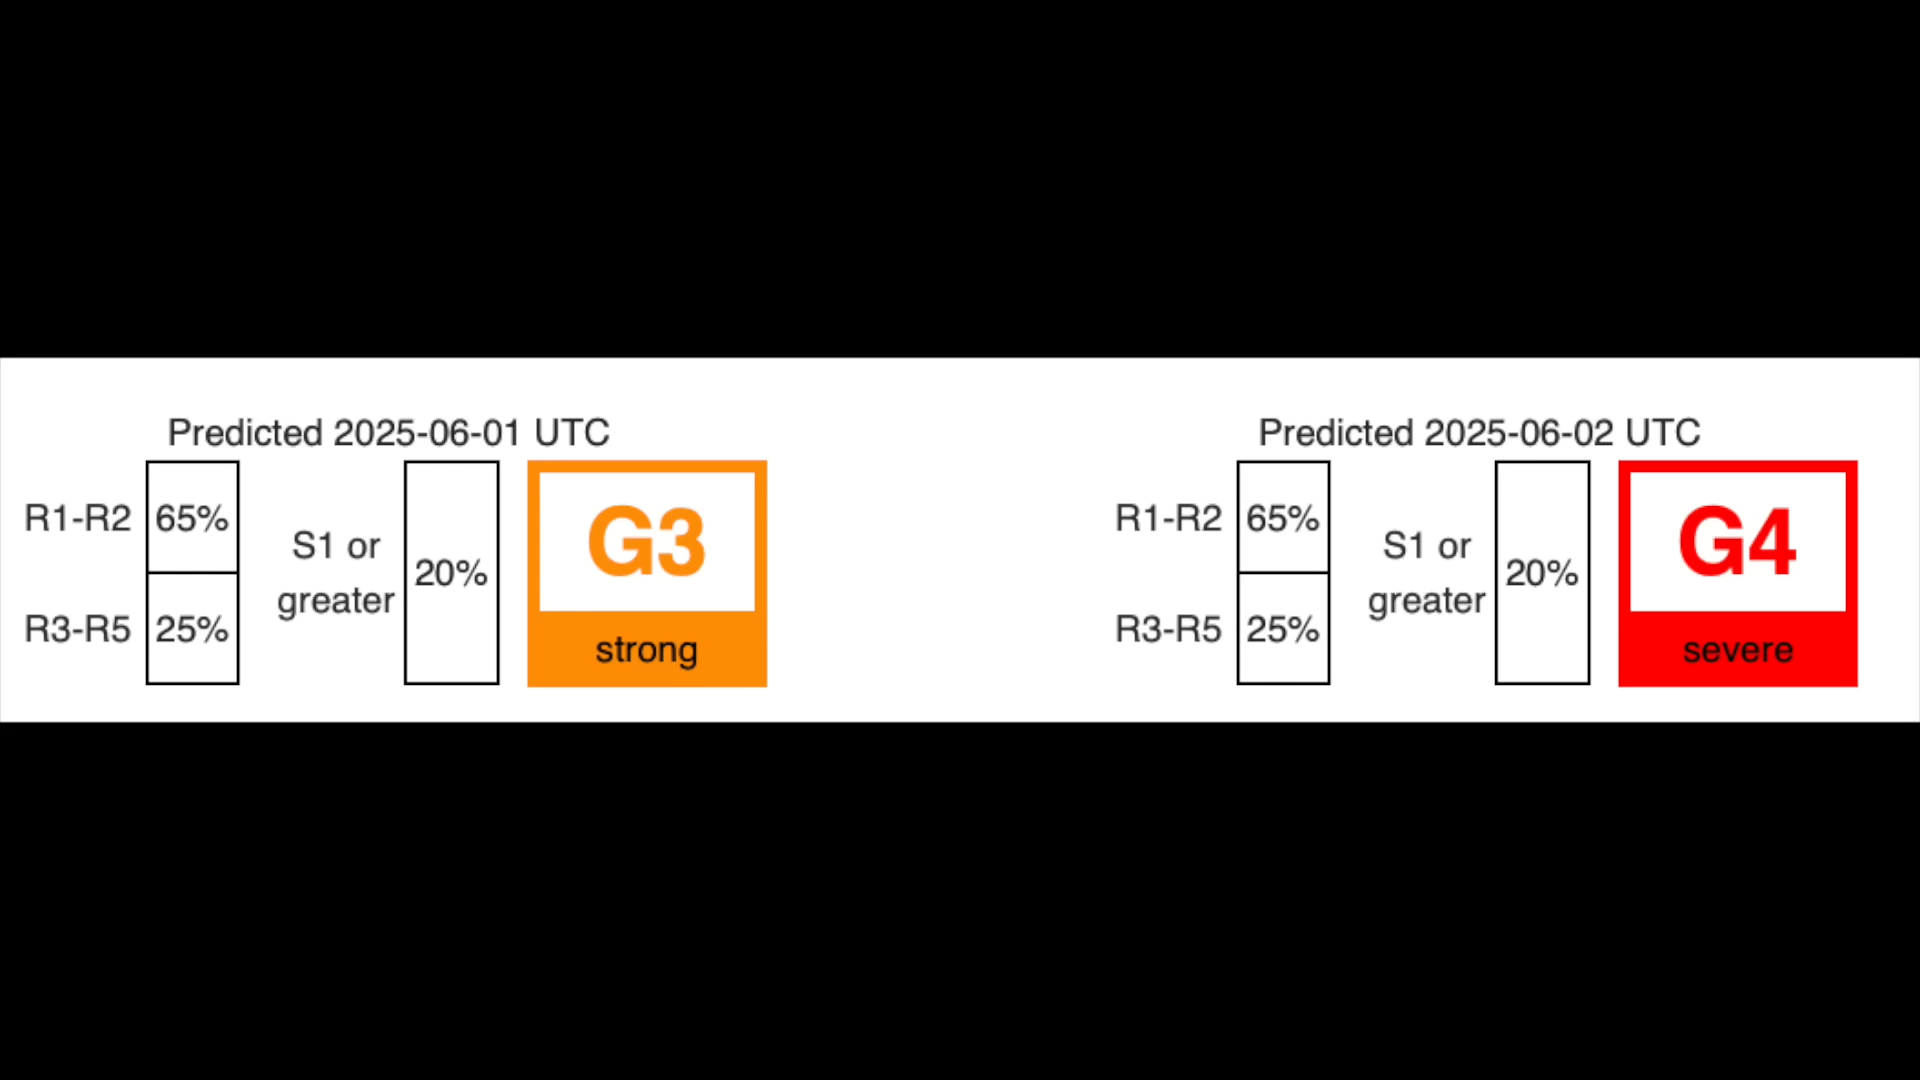 Predicted 2025-06-01 UTC
R1-R2 65%
R3-R5 25%
S1 or
greater
20%
G3
strong
Predicted 2025-06-02 UTC
R1-R2 65%
R3-R5 25%
S1 or
greater
20%
G4
severe